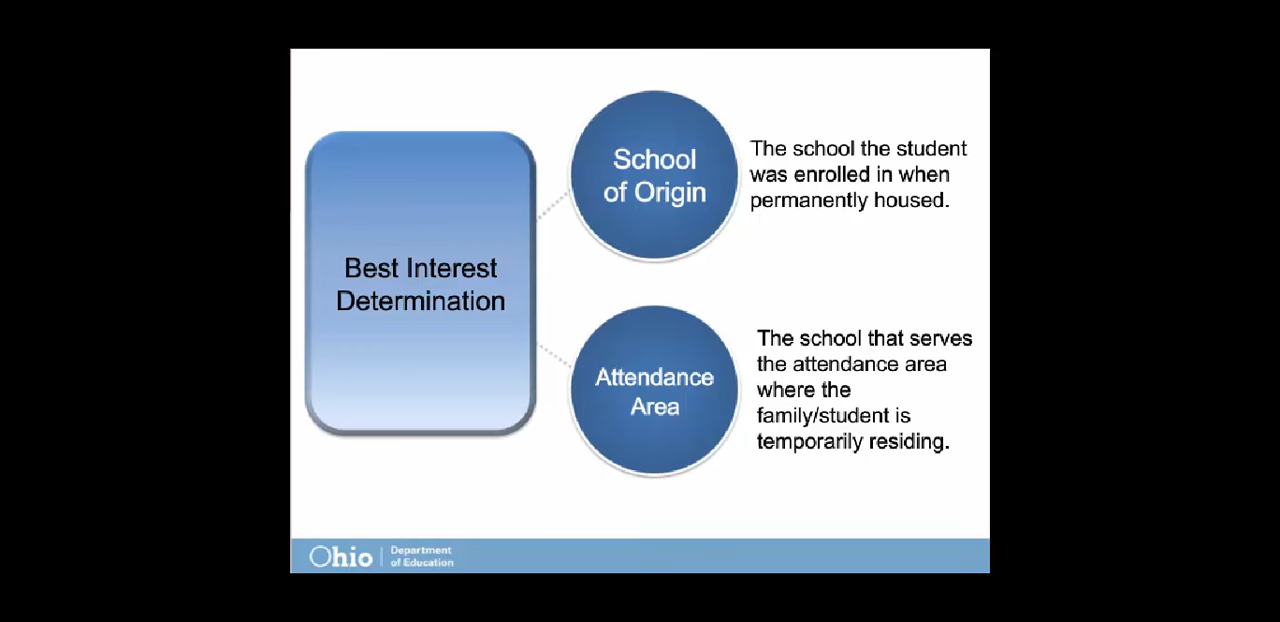 School
of Origin
The school the student
was enrolled in when
permanently housed.
Best Interest
Determination
Attendance
Area
The school that serves
the attendance area
where the
family/student is
temporarily residing.
Ohio
Department
of Education